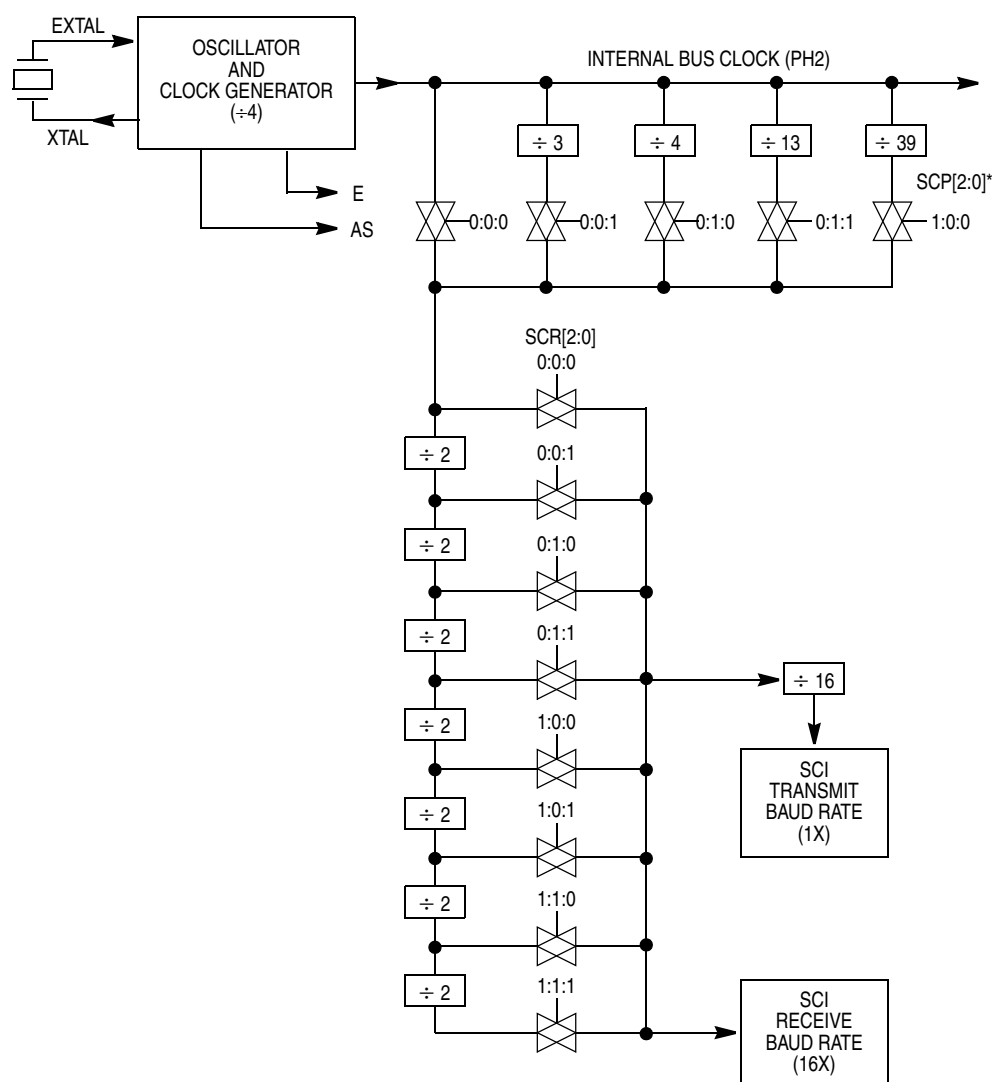 EXTAL
OSCILLATOR
AND
CLOCK GENERATOR
(÷4)
XTAL
E
AS
INTERNAL BUS CLOCK (PH2)
÷ 3
÷ 4
÷ 13
÷ 39
SCP[2:0]*
0:0:0
0:0:1
0:1:0
0:1:1
1:0:0
SCR[2:0]
0:0:0
÷ 2
0:0:1
÷ 2
0:1:0
÷ 2
0:1:1
÷ 16
÷ 2
1:0:0
SCI
TRANSMIT
BAUD RATE
(1X)
÷ 2
1:0:1
÷ 2
1:1:0
÷ 2
1:1:1
SCI
RECEIVE
BAUD RATE
(16X)